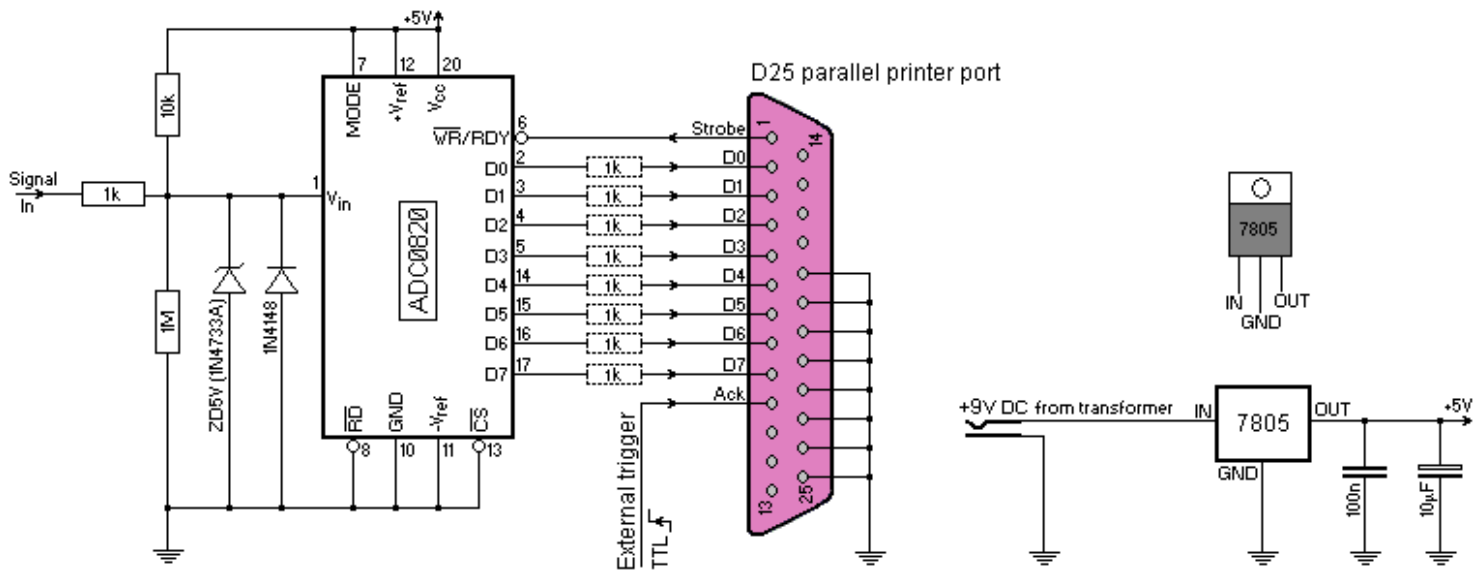 +5V
7
12
20
MODE
+Vref
Vcc
10k
Signal
In
1k
1
Vin
1M
ZD5V (1N4733A)
1N4148
ADC0820
WR/RDY
6
D0
2
D1
3
D2
4
D3
5
D4
14
D5
15
D6
16
D7
17
RD
GND
-Vref
CS
8
10
11
13
1k
1k
1k
1k
1k
1k
1k
1k
D25 parallel printer port
Strobe
D0
D1
D2
D3
D4
D5
D6
D7
Ack
1
14
13
25
External trigger
TTL
7805
IN
GND
OUT
+9V DC from transformer
IN
7805
OUT
GND
+5V
100n
10µF